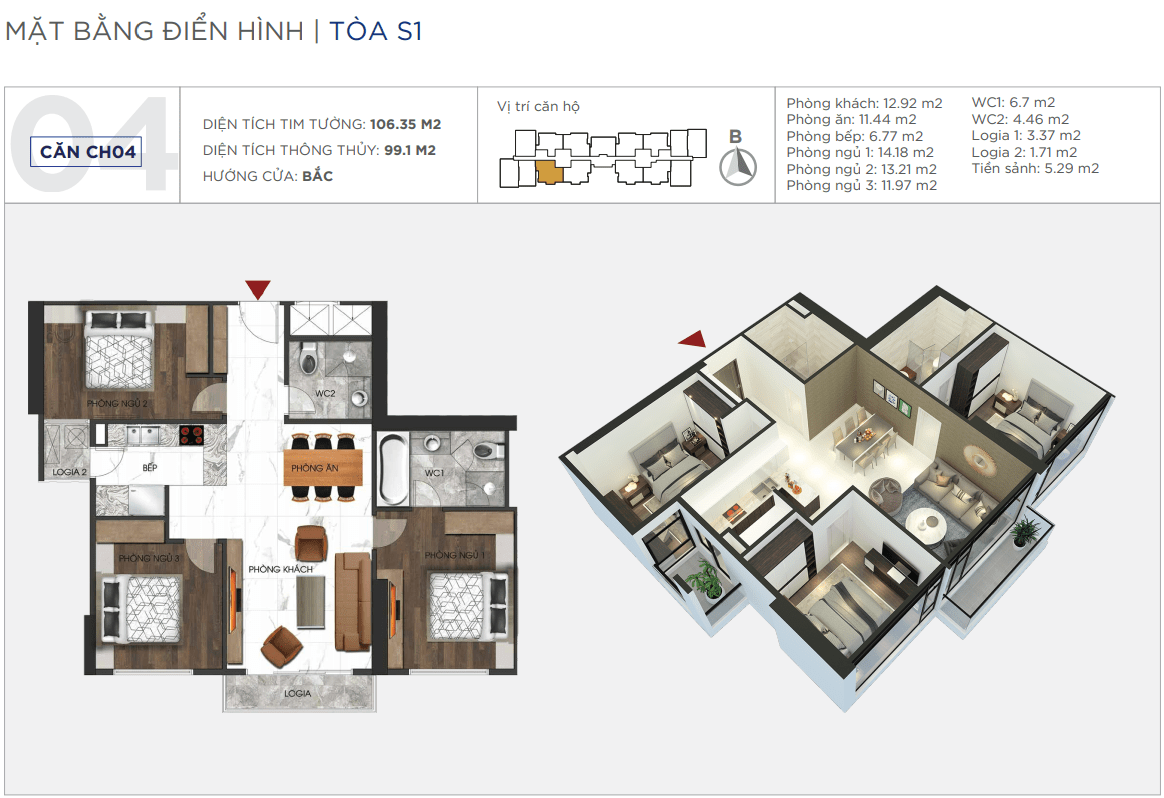 MẶT BẰNG ĐIỂN HÌNH | TÒA S1
04
CĂN CH04
DIỆN TÍCH TIM TƯỜNG: 106.35 M2
DIỆN TÍCH THÔNG THỦY: 99.1 M2
HƯỚNG CỬA: BẮC
Vị trí căn hộ
B
Phòng khách: 12.92 m2
Phòng ăn: 11.44 m2
Phòng bếp: 6.77 m2
Phòng ngủ 1: 14.18 m2
Phòng ngủ 2: 13.21 m2
Phòng ngủ 3: 11.97 m2
WC1: 6.7 m2
WC2: 4.46 m2
Logia 1: 3.37 m2
Logia 2: 1.71 m2
Tiền sảnh: 5.29 m2
PHÒNG NGỦ 2
WC2
LOGIA 2
BẾP
PHÒNG ĂN
WC1
PHÒNG NGỦ 3
PHÒNG KHÁCH
PHÒNG NGỦ 1
LOGIA